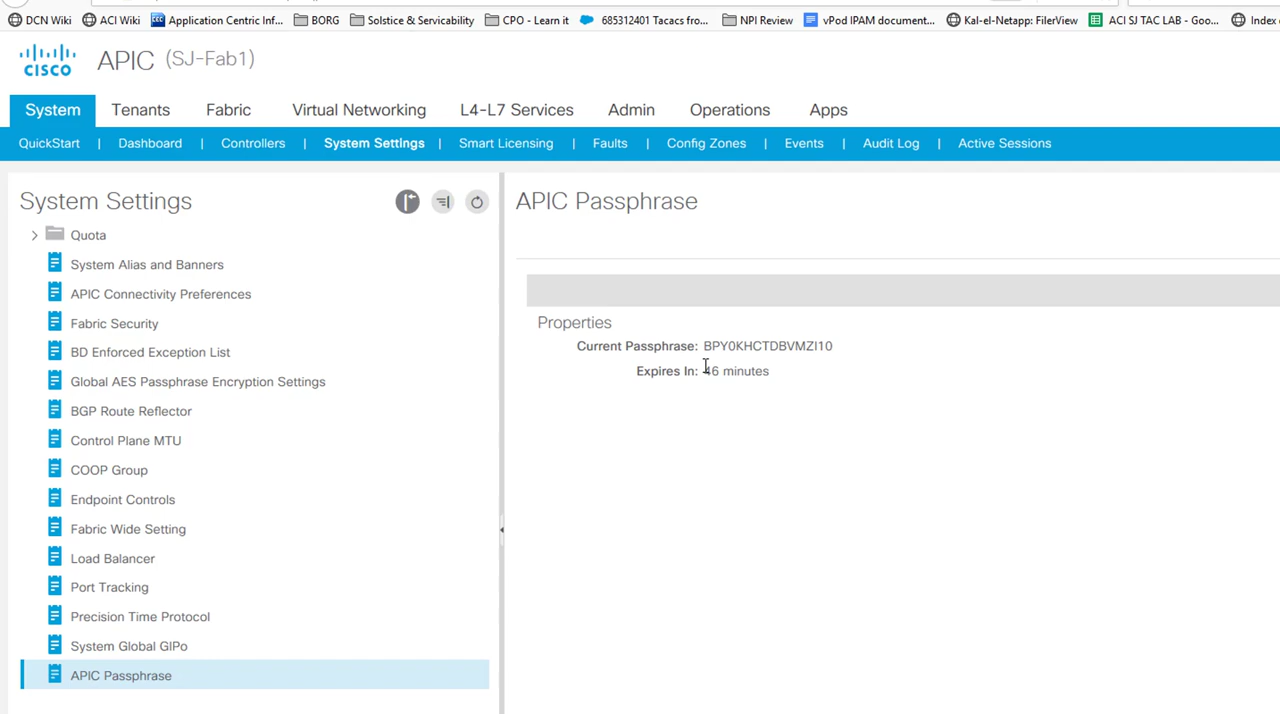 DCN Wiki ACI Wiki Application Centric Inf... BORG Solstice & Servicability CPO - Learn it 685312401 Tacacs fro... NPI Review vPod IPAM document... Kal-el-Netapp: FilerView ACI SJ TAC LAB - Goo... Index
CISCO APIC (SJ-Fab1)
System Tenants Fabric Virtual Networking L4-L7 Services Admin Operations Apps
QuickStart | Dashboard | Controllers | System Settings | Smart Licensing | Faults | Config Zones | Events | Audit Log | Active Sessions
System Settings
Quota
System Alias and Banners
APIC Connectivity Preferences
Fabric Security
BD Enforced Exception List
Global AES Passphrase Encryption Settings
BGP Route Reflector
Control Plane MTU
COOP Group
Endpoint Controls
Fabric Wide Setting
Load Balancer
Port Tracking
Precision Time Protocol
System Global GIPo
APIC Passphrase
APIC Passphrase
Properties
Current Passphrase: BPY0KHCTDBVMZI10
Expires In: 46 minutes